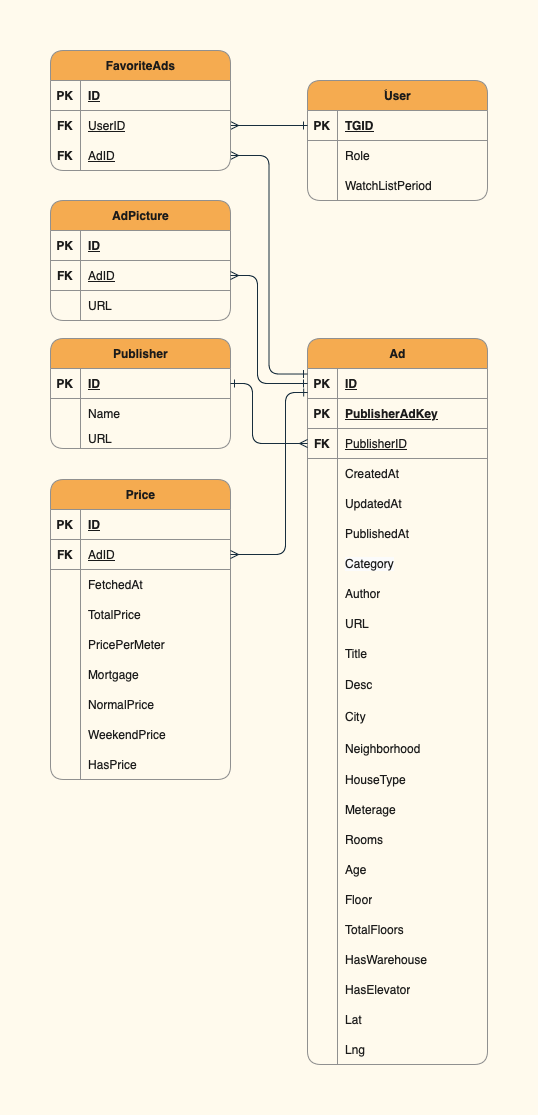 FavoriteAds
PK ID
FK UserID
FK AdID
User
PK TGID
Role
WatchListPeriod
AdPicture
PK ID
FK AdID
URL
Publisher
PK ID
Name
URL
Price
PK ID
FK AdID
FetchedAt
TotalPrice
PricePerMeter
Mortgage
NormalPrice
WeekendPrice
HasPrice
Ad
PK ID
PK PublisherAdKey
FK PublisherID
CreatedAt
UpdatedAt
PublishedAt
Category
Author
URL
Title
Desc
City
Neighborhood
HouseType
Meterage
Rooms
Age
Floor
TotalFloors
HasWarehouse
HasElevator
Lat
Lng